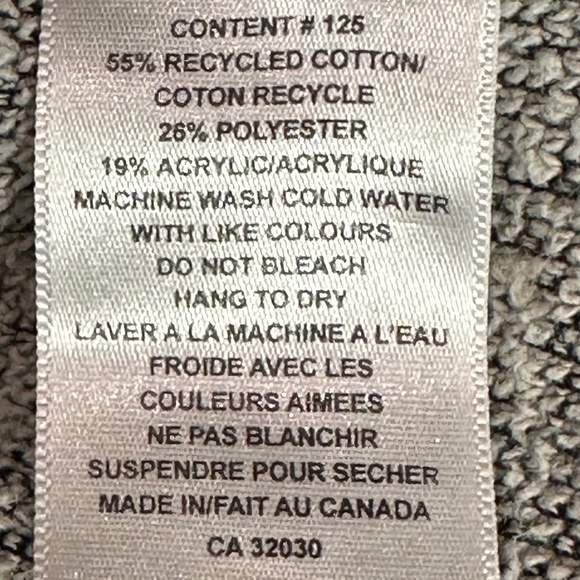 CONTENT # 125
55% RECYCLED COTTON/
COTON RECYCLE
26% POLYESTER
19% ACRYLIC/ACRYLIQUE
MACHINE WASH COLD WATER
WITH LIKE COLOURS
DO NOT BLEACH
HANG TO DRY
LAVER A LA MACHINE A L'EAU
FROIDE AVEC LES
COULEURS AIMEES
NE PAS BLANCHIR
SUSPENDRE POUR SECHER
MADE IN/FAIT AU CANADA
CA 32030